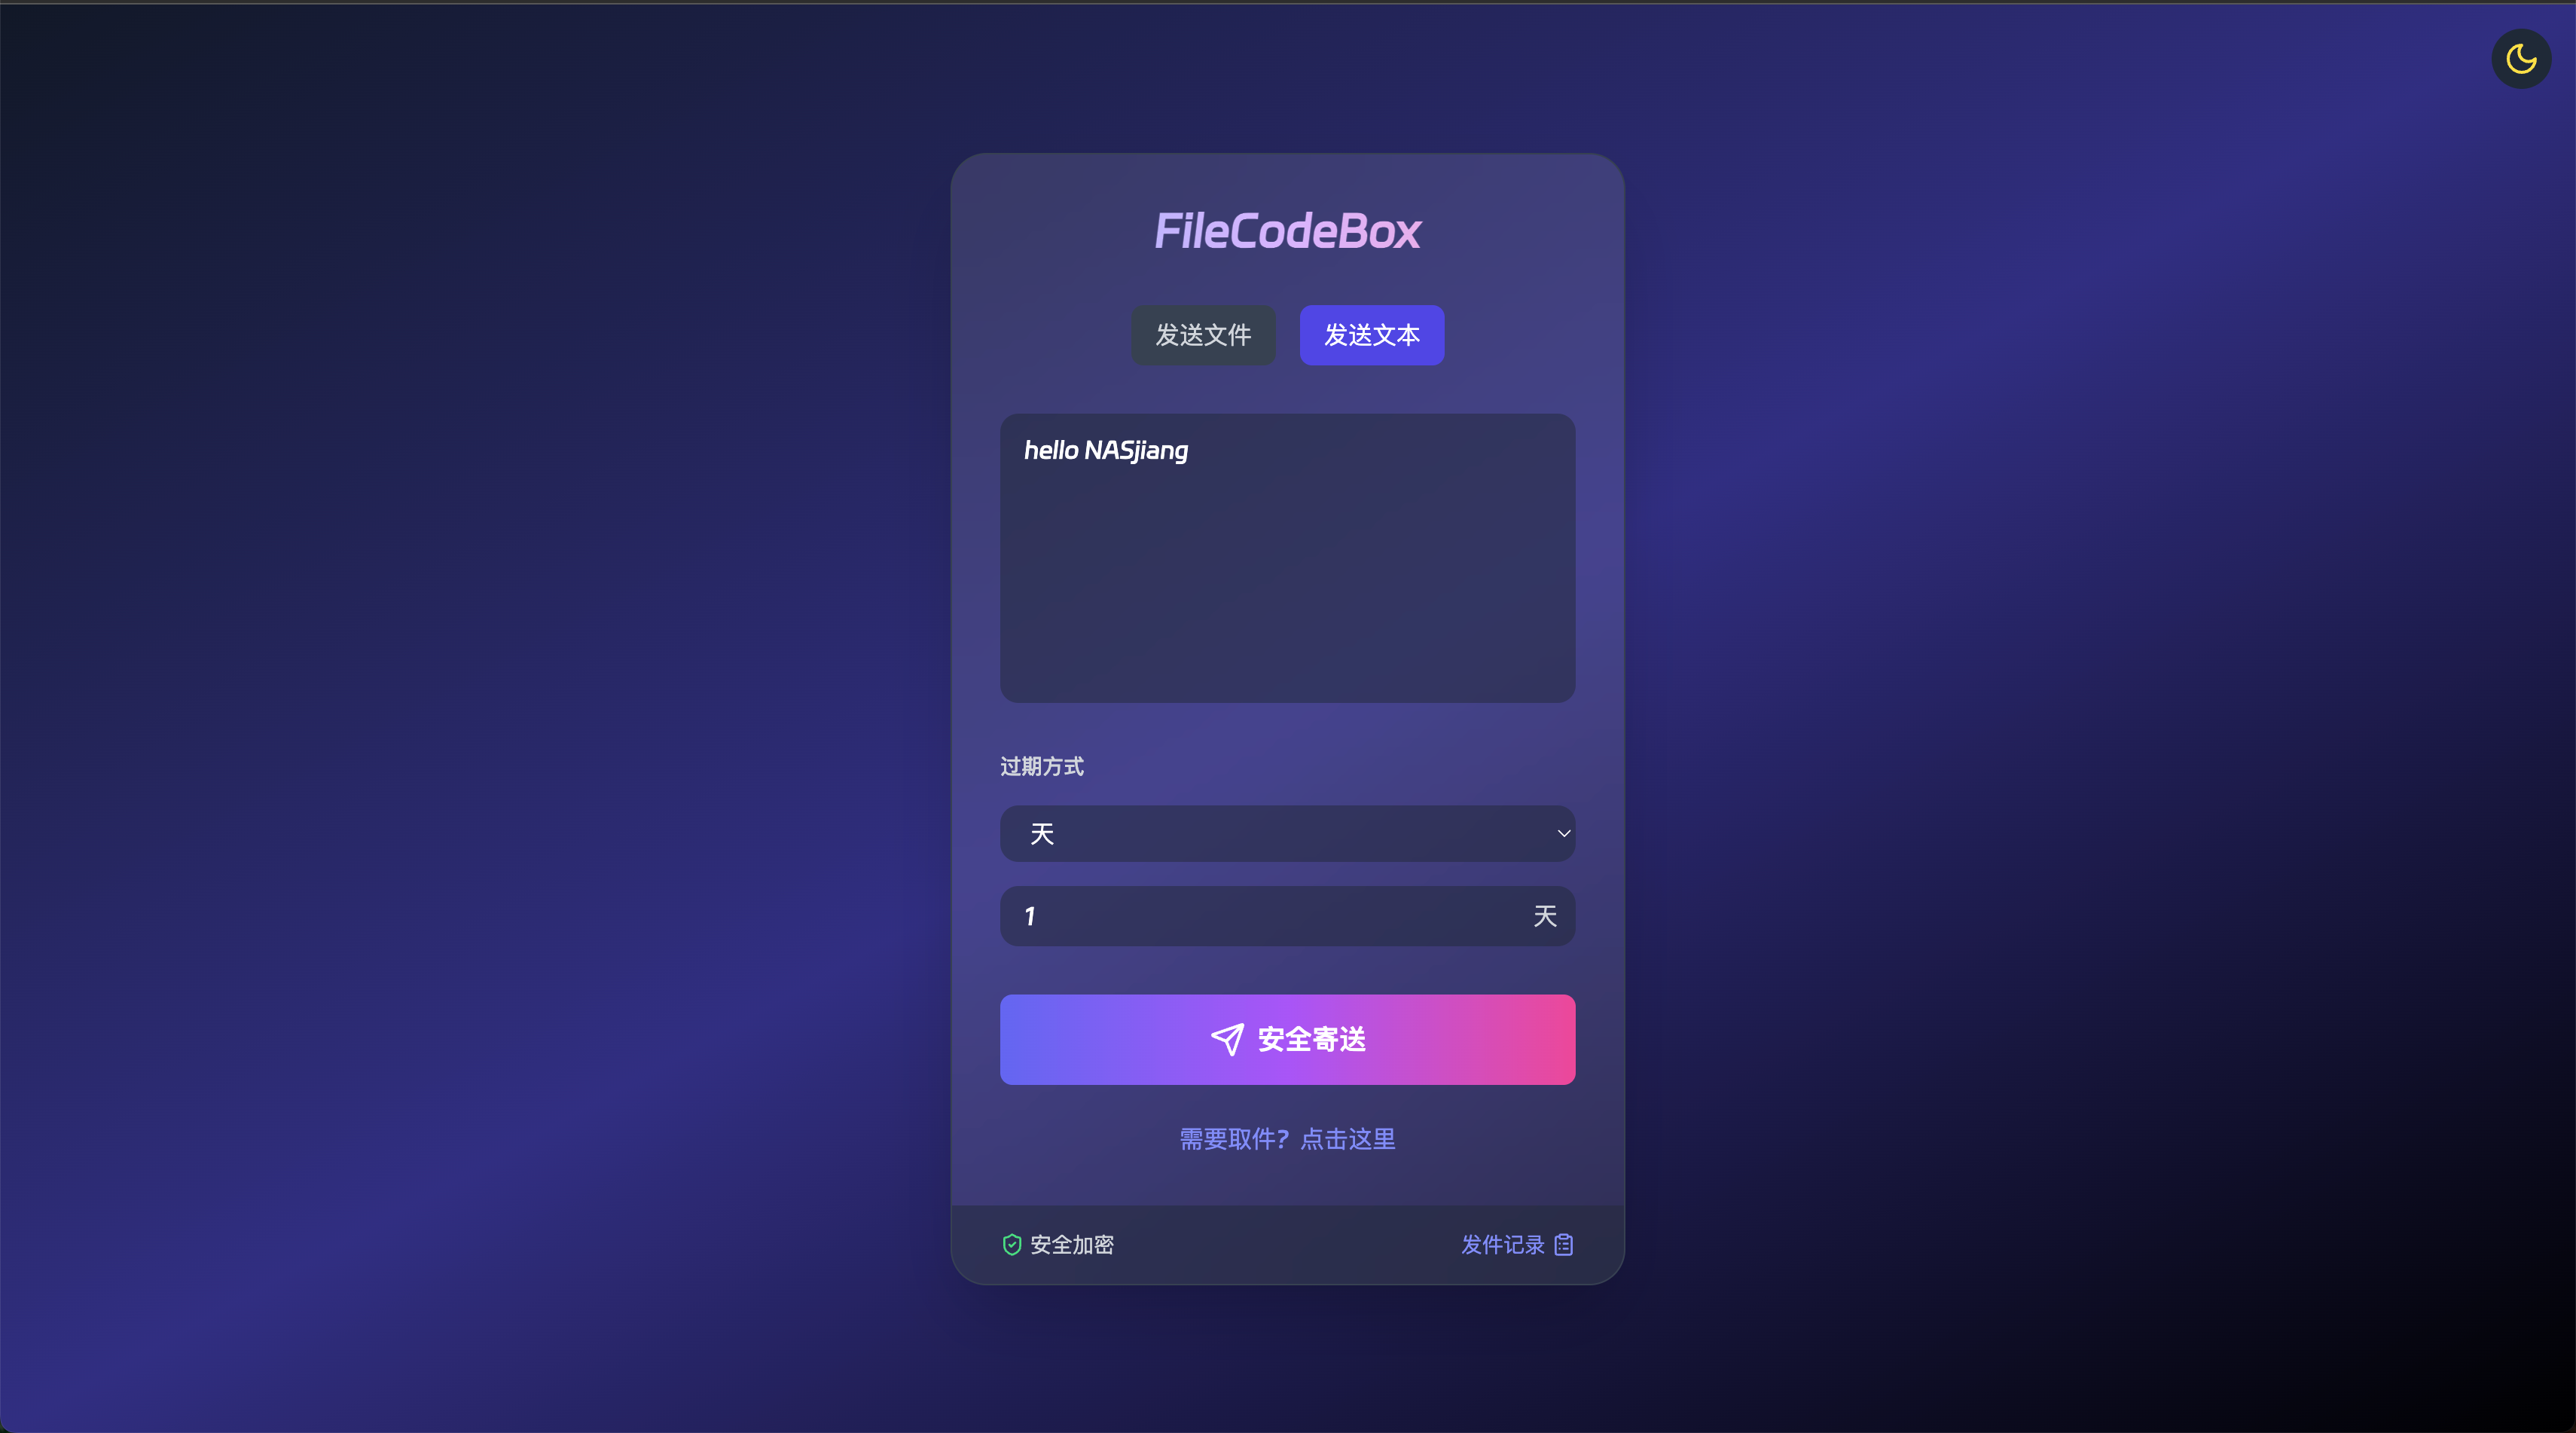 FileCodeBox
发送文件 发送文本
hello NASjiang
过期方式
天
1 天
安全寄送
需要取件？点击这里
安全加密 发件记录